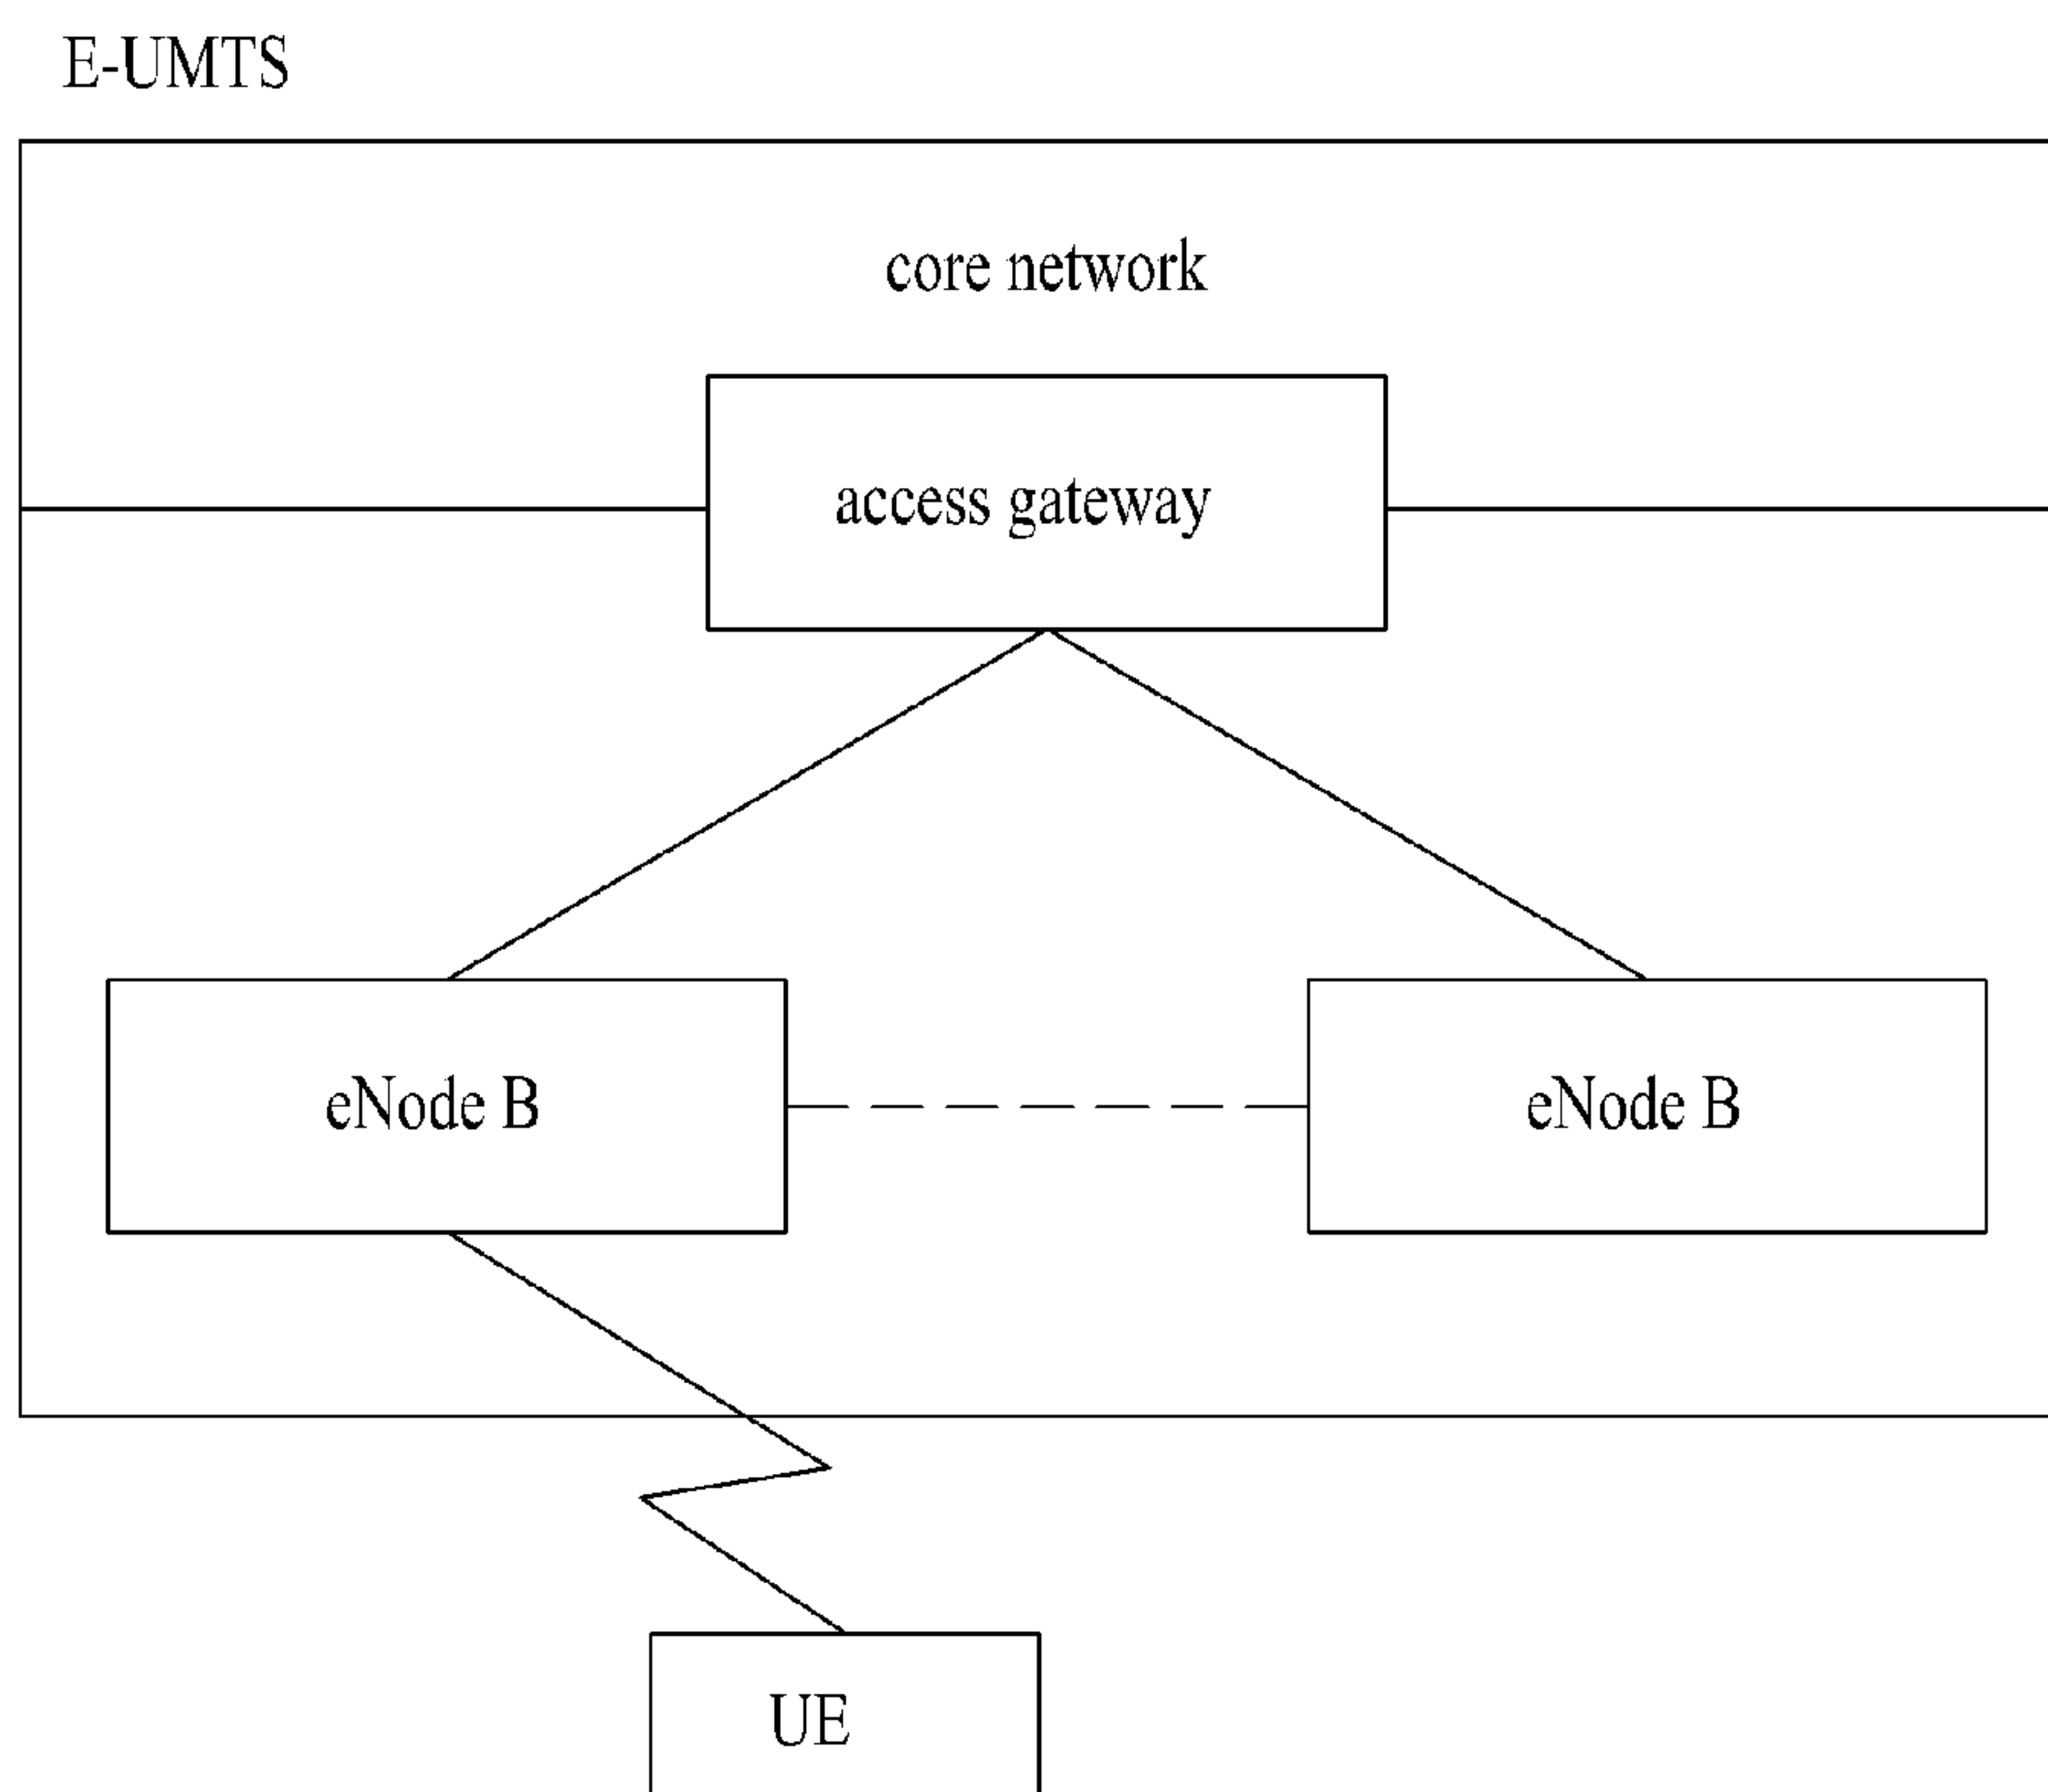 E-UMTS
core network
access gateway
eNode B
eNode B
UE